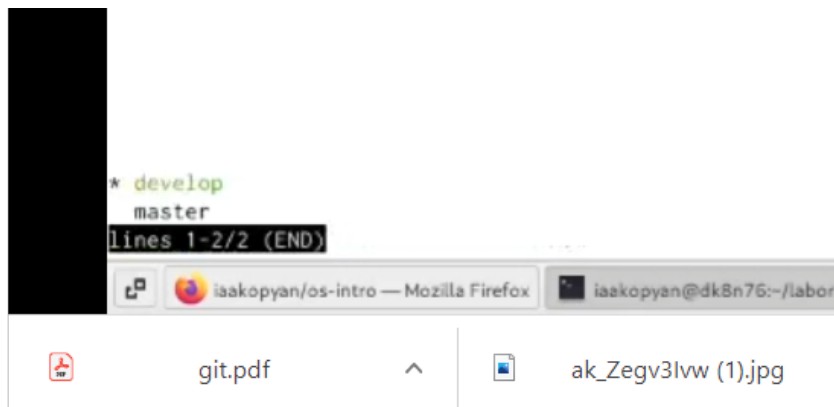 * develop
master
lines 1-2/2 (END)
iaakopyan/os-intro — Mozilla Firefox
iaakopyan@dk8n76:~/labor
git.pdf
ak_Zegv3Ivw (1).jpg